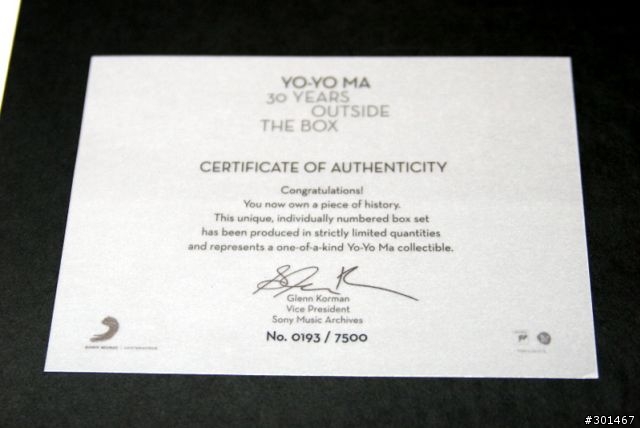 YO-YO MA
30 YEARS
OUTSIDE
THE BOX
CERTIFICATE OF AUTHENTICITY
Congratulations!
You now own a piece of history.
This unique, individually numbered box set
has been produced in strictly limited quantities
and represents a one-of-a-kind Yo-Yo Ma collectible.
Glenn Korman
Vice President
Sony Music Archives
No. 0193 / 7500
SONY MUSIC
#301467